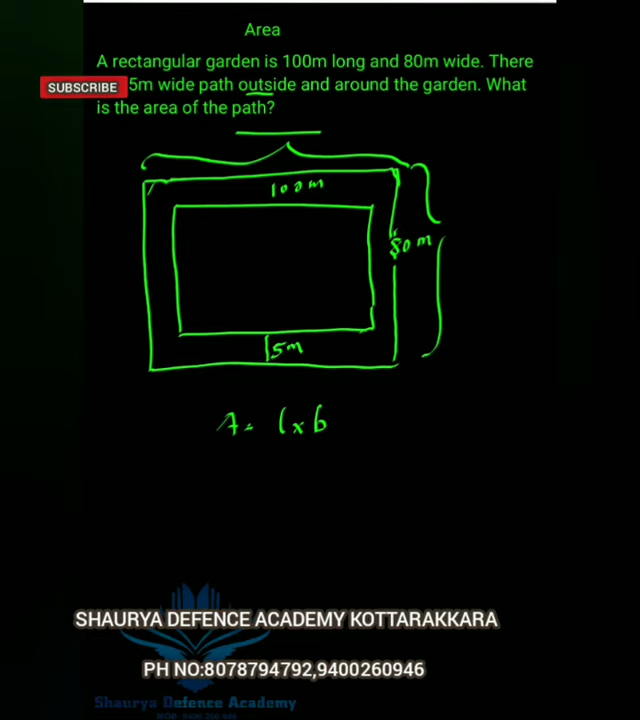 Area
A rectangular garden is 100m long and 80m wide. There
SUBSCRIBE 5m wide path outside and around the garden. What
is the area of the path?
100m
80m
5m
A = l x b
SHAURYA DEFENCE ACADEMY KOTTARAKKARA
PH NO:8078794792,9400260946
Shaurya Defence Academy